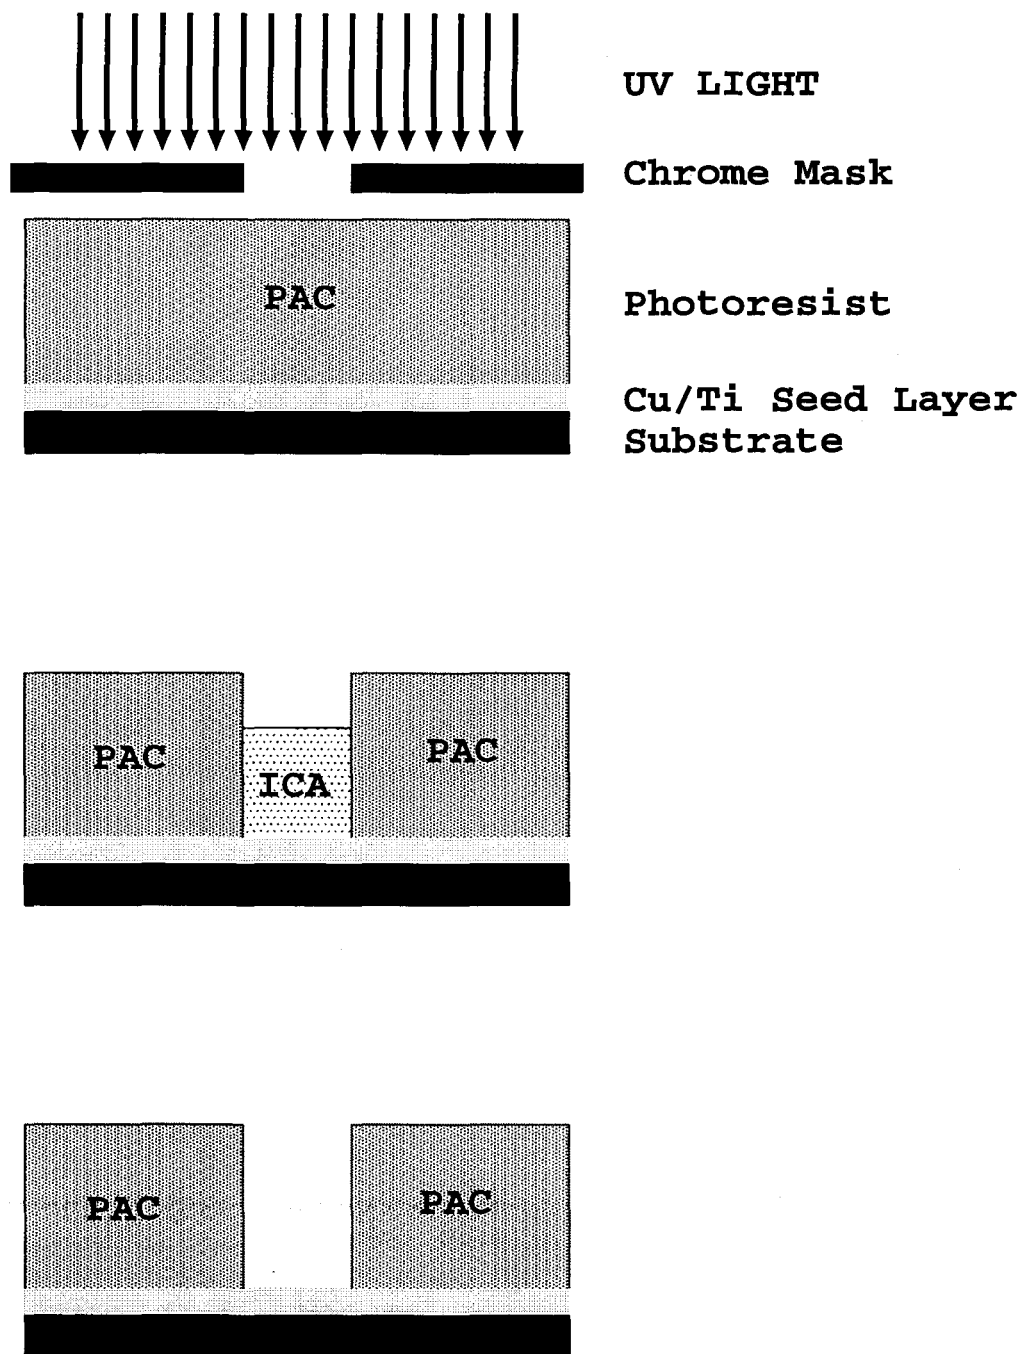 UV LIGHT
Chrome Mask
PAC
Photoresist
Cu/Ti Seed Layer
Substrate
PAC
ICA
PAC
PAC
PAC